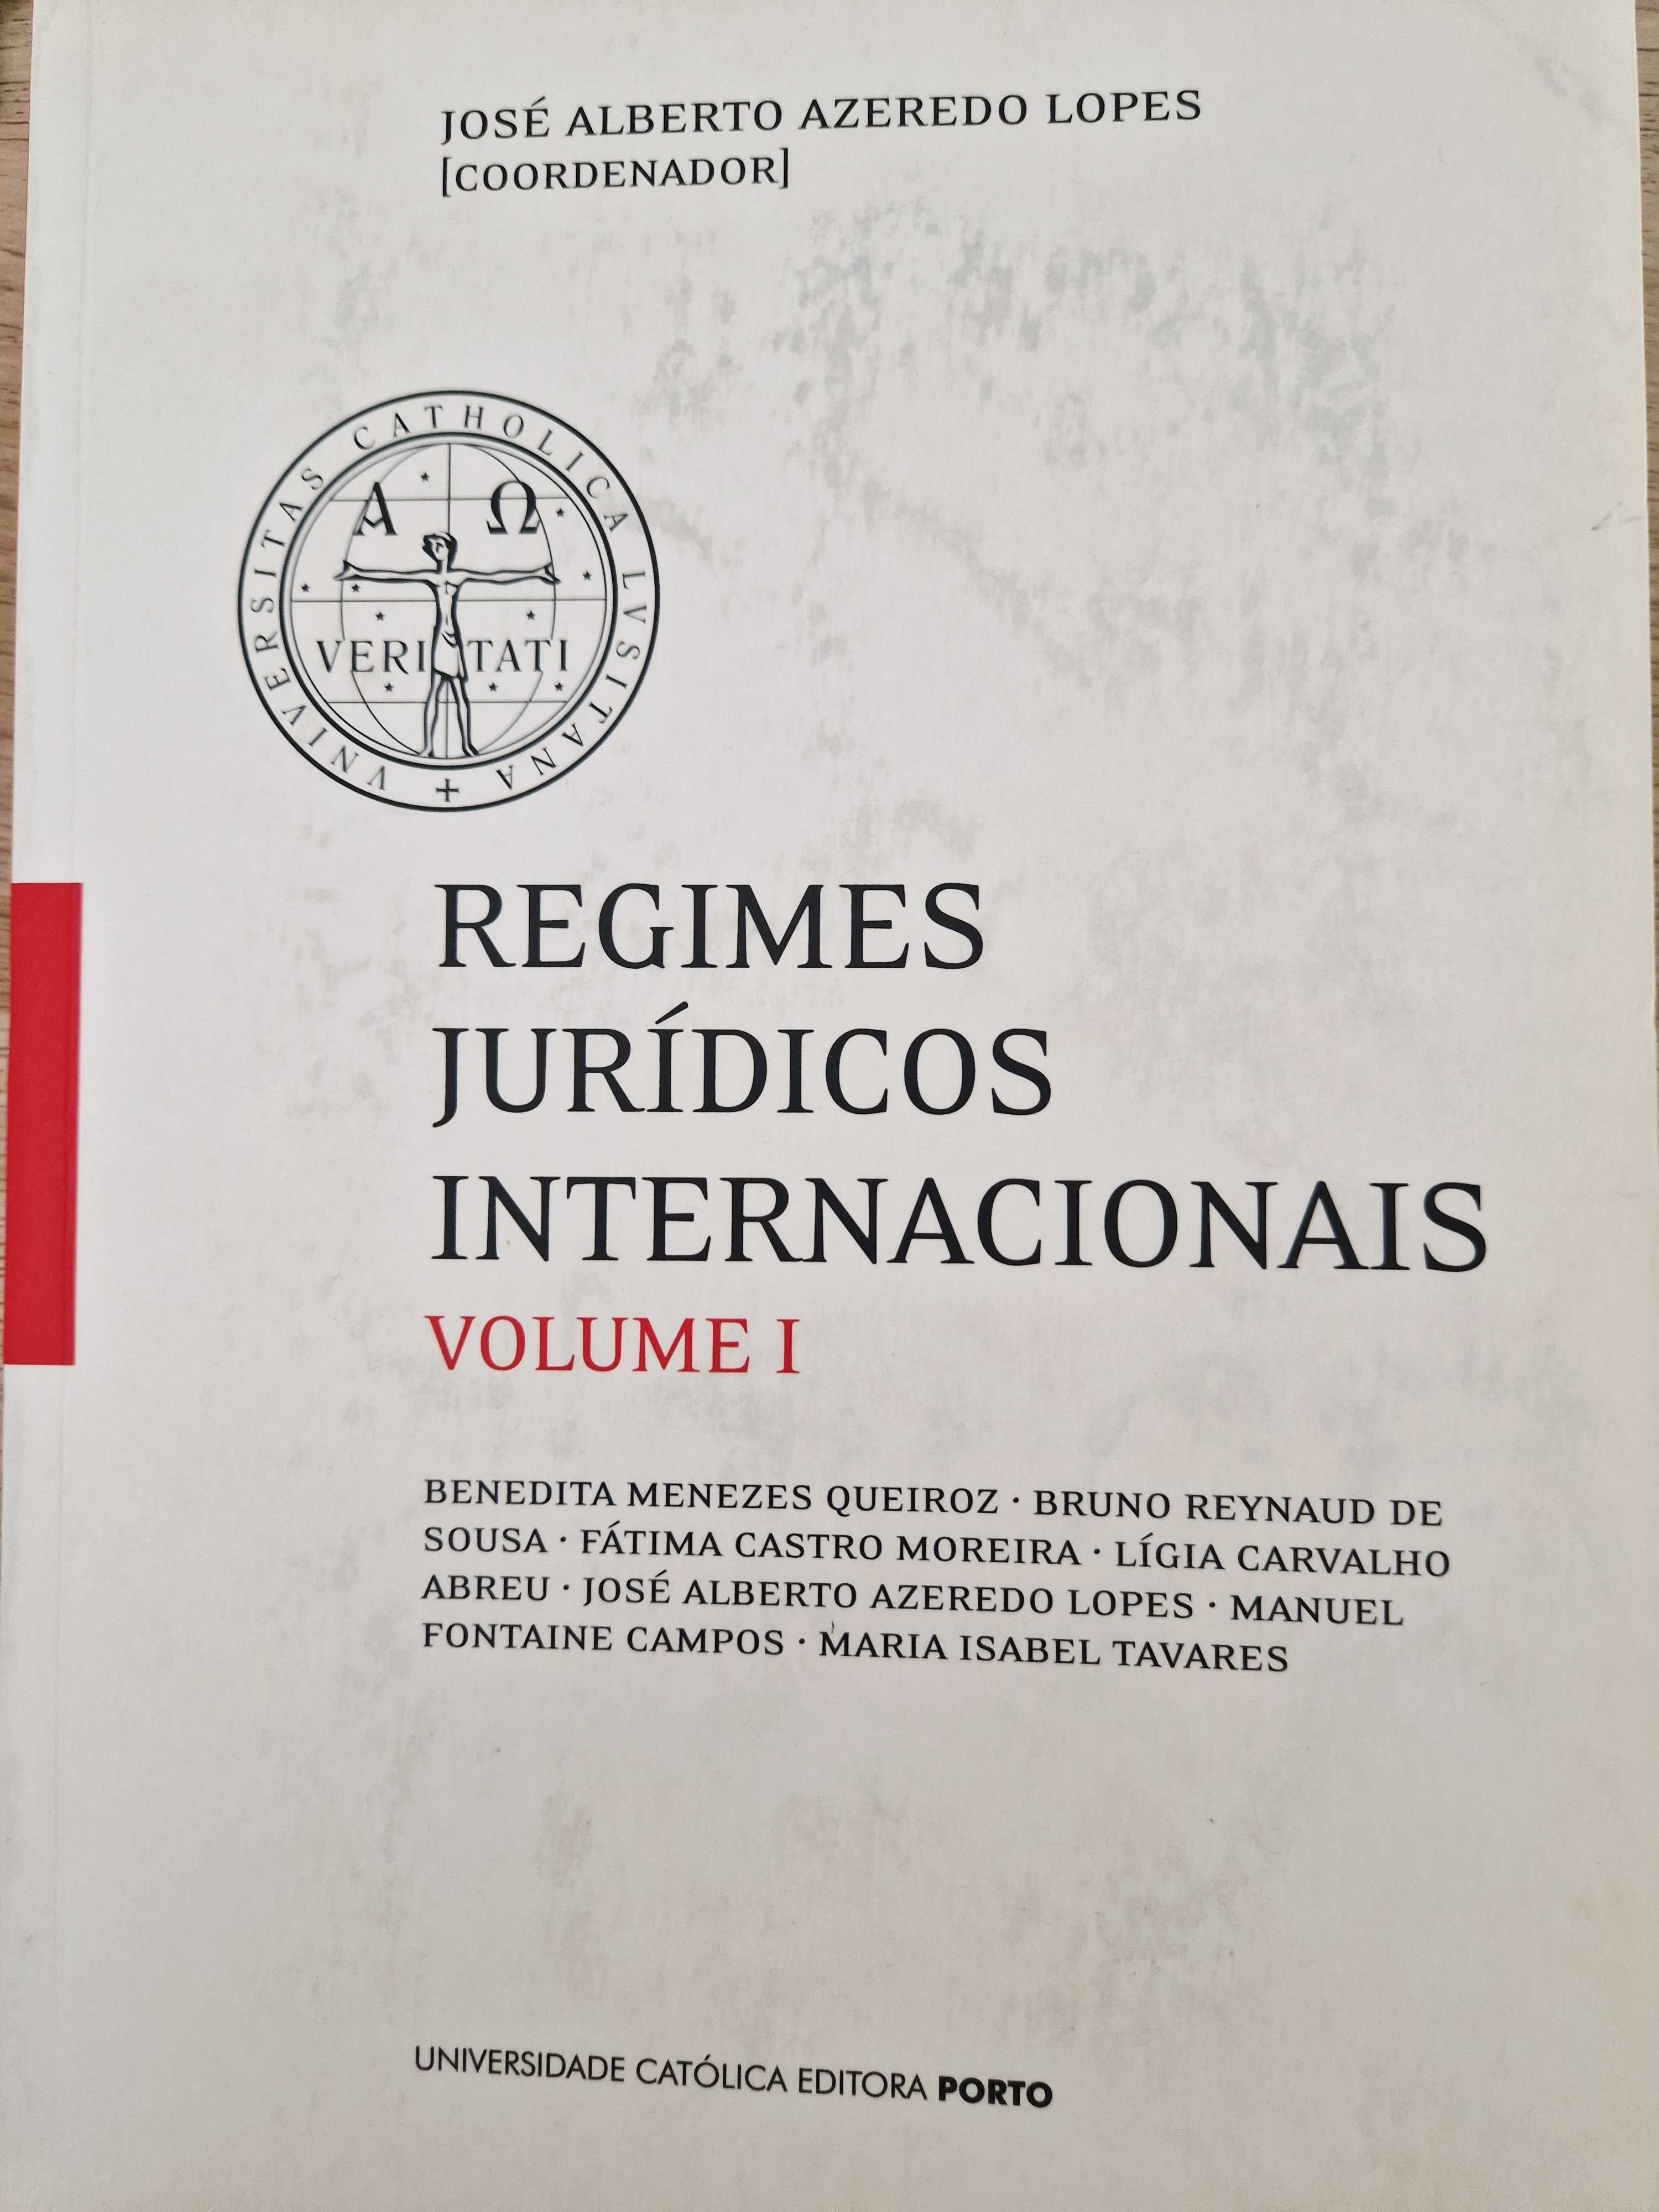 JOSÉ ALBERTO AZEREDO LOPES
[COORDENADOR]
VNIVERSITAS CATHOLICA LVSITANA +
Α Ω
VERITATI
REGIMES
JURÍDICOS
INTERNACIONAIS
VOLUME I
BENEDITA MENEZES QUEIROZ · BRUNO REYNAUD DE
SOUSA · FÁTIMA CASTRO MOREIRA · LÍGIA CARVALHO
ABREU · JOSÉ ALBERTO AZEREDO LOPES · MANUEL
FONTAINE CAMPOS · MARIA ISABEL TAVARES
UNIVERSIDADE CATÓLICA EDITORA PORTO